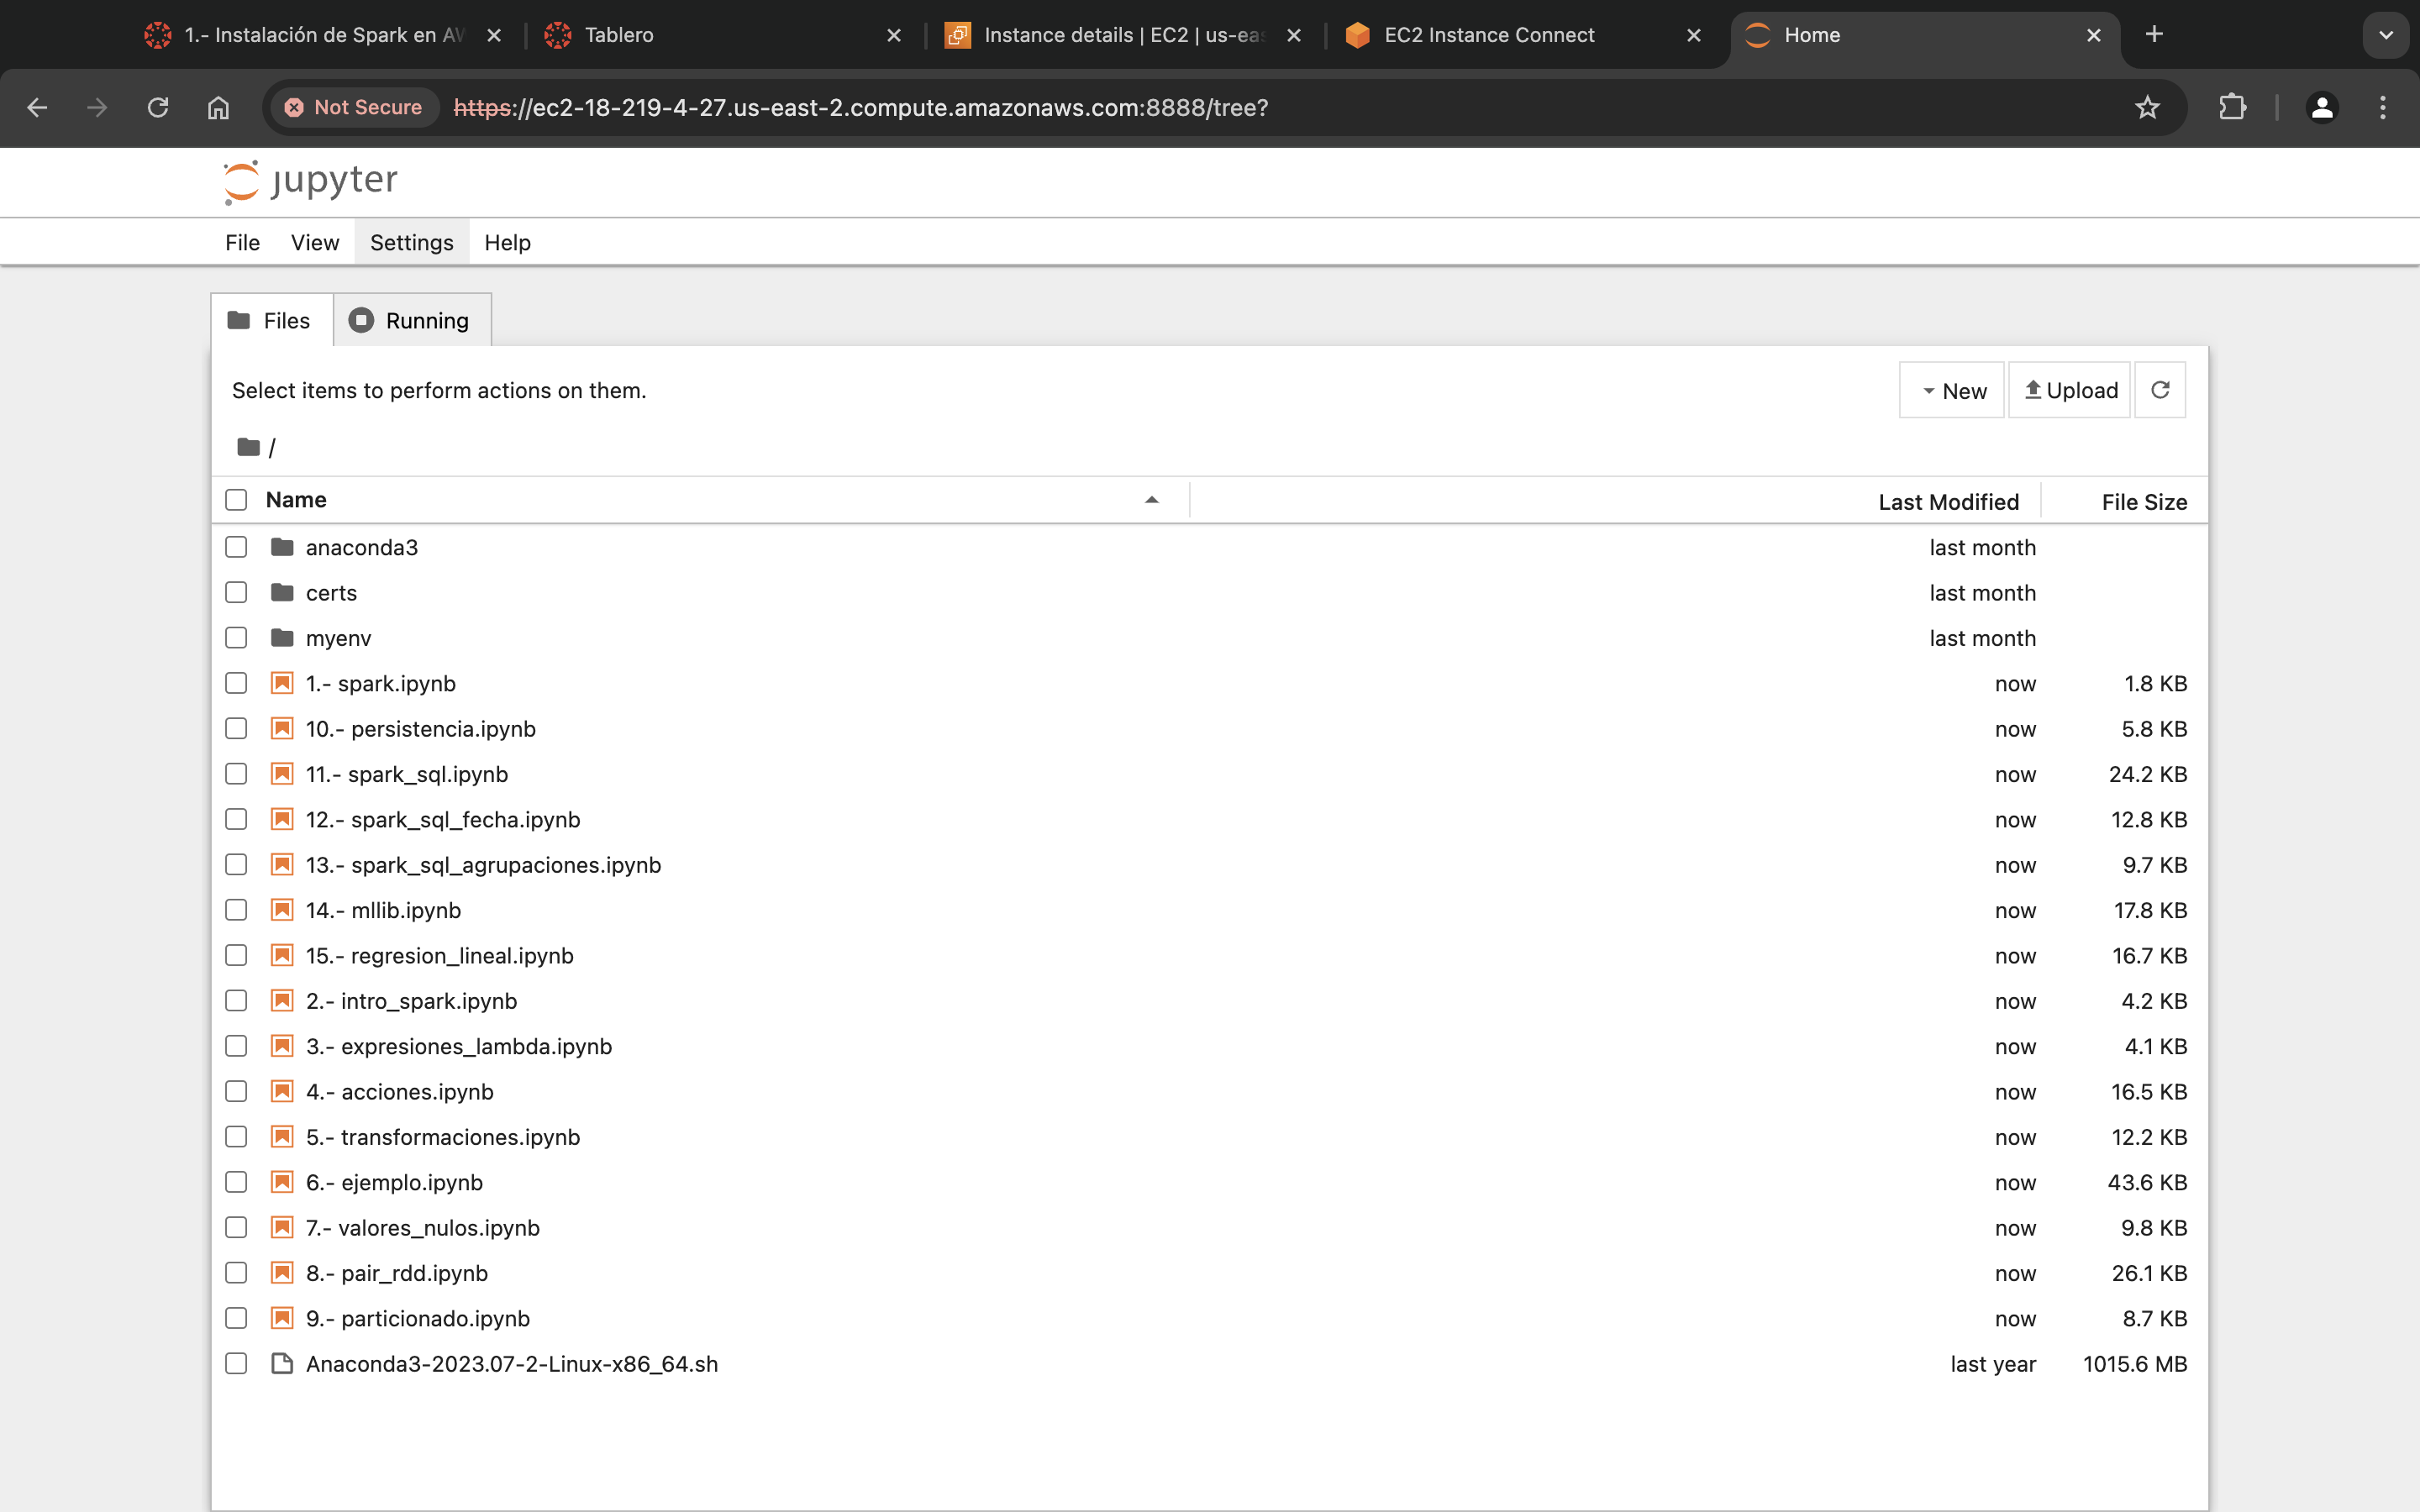 1.- Instalación de Spark en AW Tablero Instance details | EC2 | us-eas EC2 Instance Connect Home
Not Secure https://ec2-18-219-4-27.us-east-2.compute.amazonaws.com:8888/tree?
jupyter
File View Settings Help
Files Running
Select items to perform actions on them. New Upload
/
Name Last Modified File Size
anaconda3 last month
certs last month
myenv last month
1.- spark.ipynb now 1.8 KB
10.- persistencia.ipynb now 5.8 KB
11.- spark_sql.ipynb now 24.2 KB
12.- spark_sql_fecha.ipynb now 12.8 KB
13.- spark_sql_agrupaciones.ipynb now 9.7 KB
14.- mllib.ipynb now 17.8 KB
15.- regresion_lineal.ipynb now 16.7 KB
2.- intro_spark.ipynb now 4.2 KB
3.- expresiones_lambda.ipynb now 4.1 KB
4.- acciones.ipynb now 16.5 KB
5.- transformaciones.ipynb now 12.2 KB
6.- ejemplo.ipynb now 43.6 KB
7.- valores_nulos.ipynb now 9.8 KB
8.- pair_rdd.ipynb now 26.1 KB
9.- particionado.ipynb now 8.7 KB
Anaconda3-2023.07-2-Linux-x86_64.sh last year 1015.6 MB